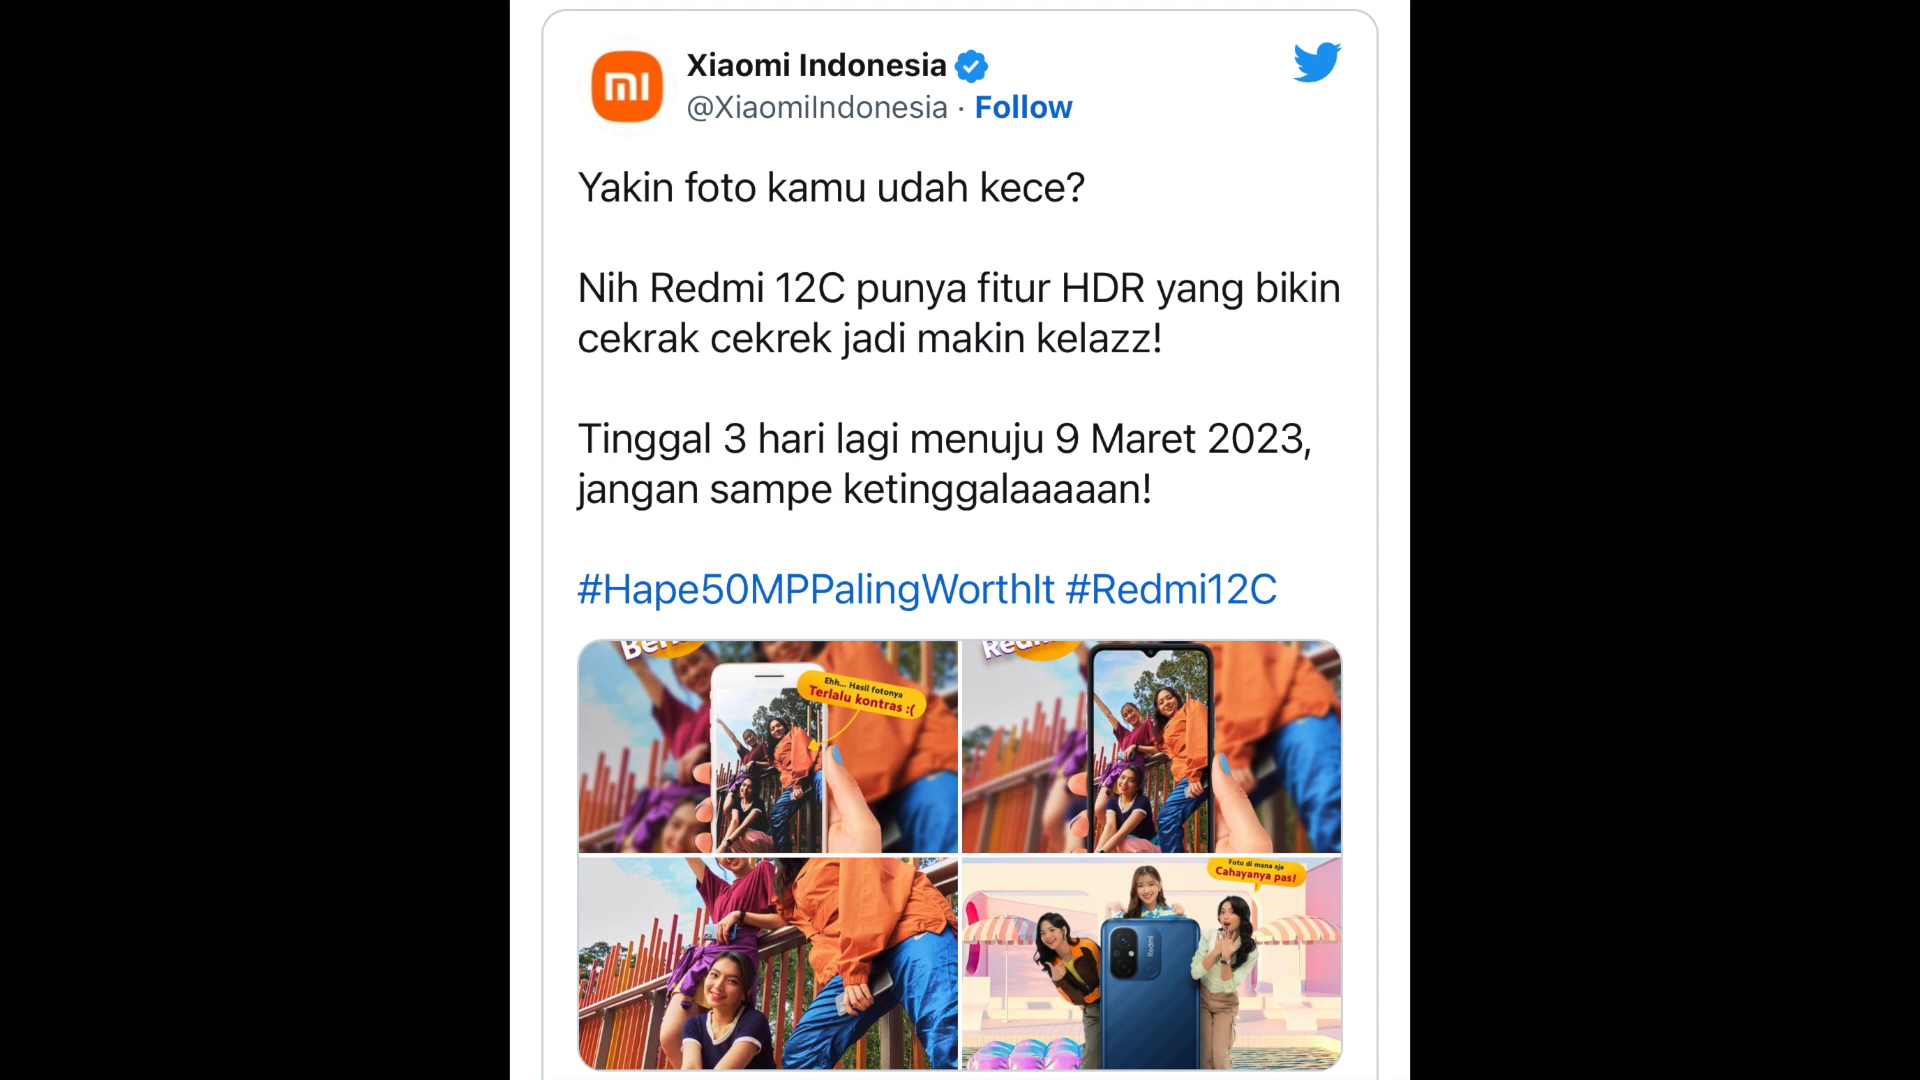 Xiaomi Indonesia
@XiaomiIndonesia · Follow
Yakin foto kamu udah kece?
Nih Redmi 12C punya fitur HDR yang bikin
cekrak cekrek jadi makin kelazz!
Tinggal 3 hari lagi menuju 9 Maret 2023,
jangan sampe ketinggalaaaaan!
#Hape50MPPalingWorthIt #Redmi12C
Ehh... Hasil fotonya
Terlalu kontras :(
Foto di mana aja
Cahayanya pas!
Redmi